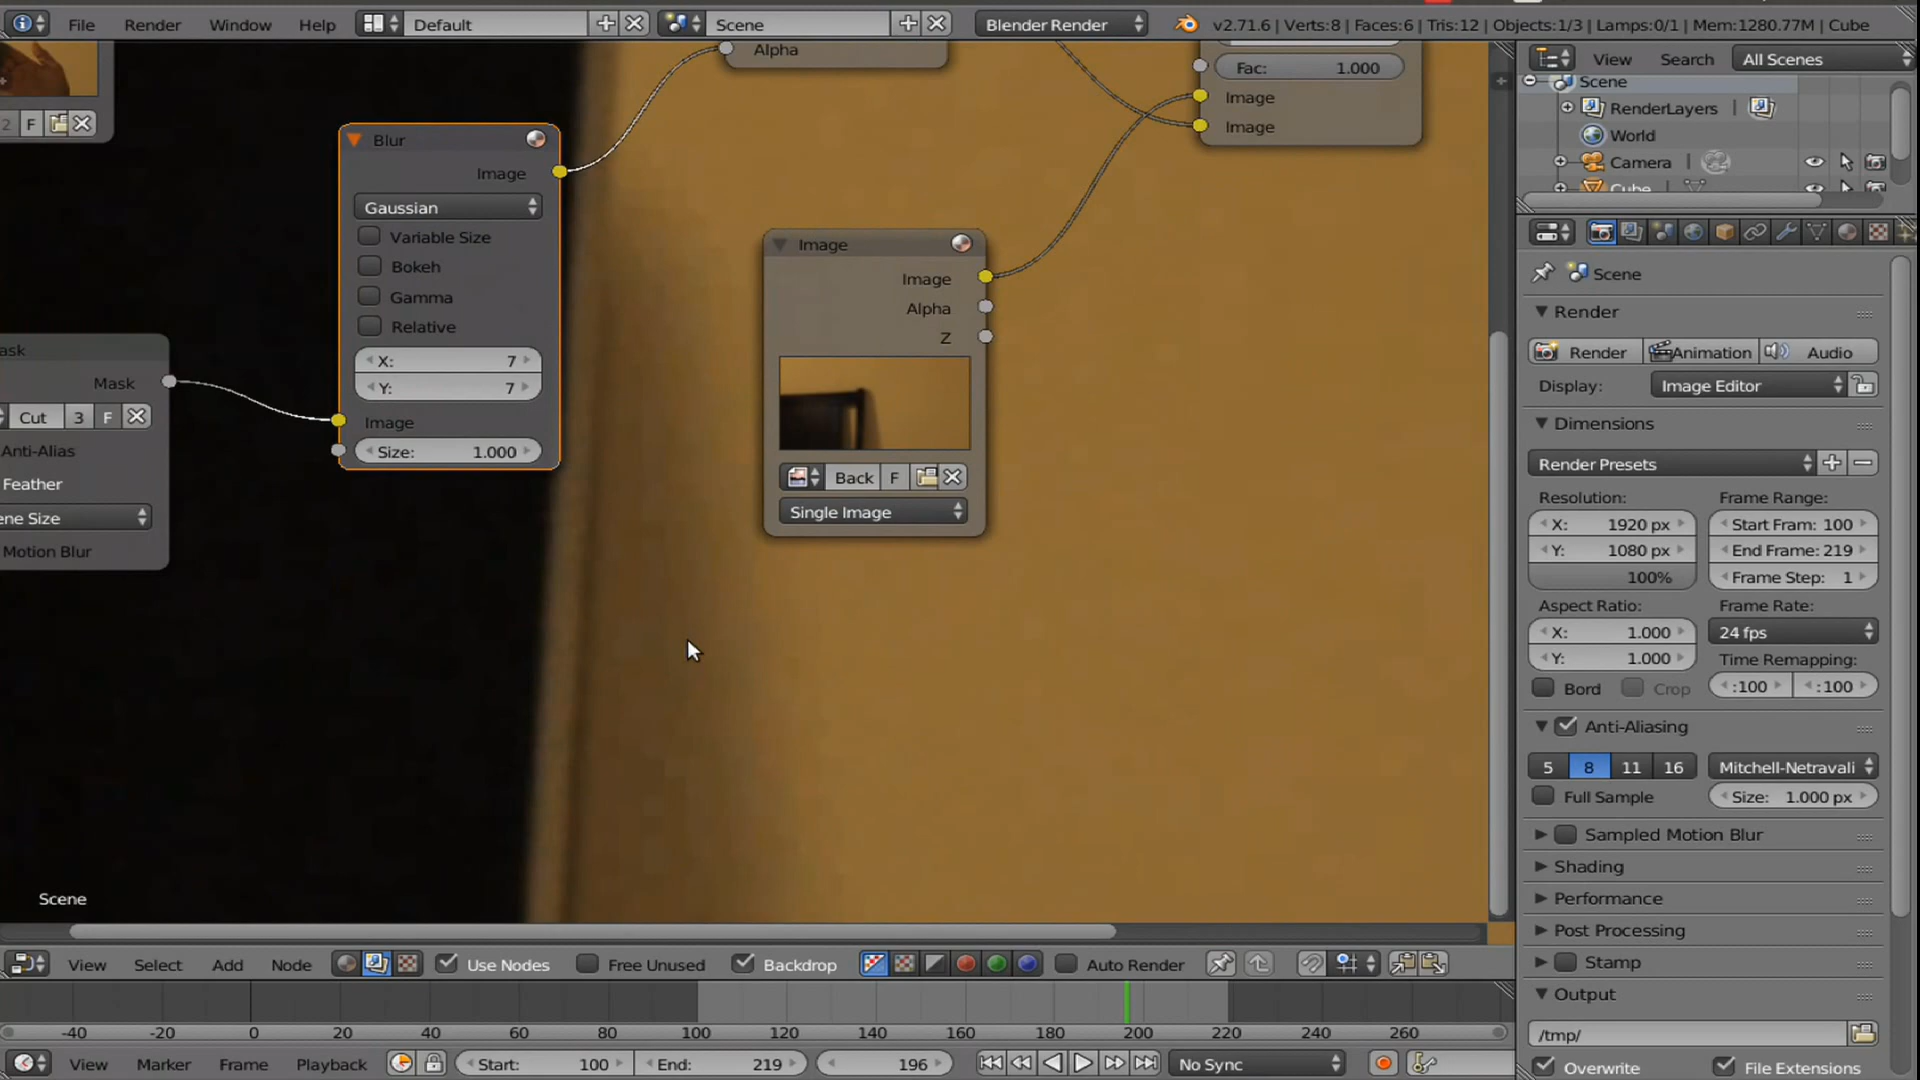 File Render Window Help Default Scene Blender Render v2.71.6 | Verts:8 | Faces:6 | Tris:12 | Objects:1/3 | Lamps:0/1 | Mem:1280.77M | Cube
Alpha
Fac: 1.000
Image
Image
2 F
Blur
Image
Gaussian
Variable Size
Bokeh
Gamma
Relative
X: 7
Y: 7
Image
Size: 1.000
ask
Mask
Cut 3 F
Anti-Alias
Feather
ene Size
Motion Blur
Image
Image
Alpha
Z
Back F
Single Image
Scene
View Search All Scenes
Scene
RenderLayers
World
Camera
Cube
Scene
Render
Render Animation Audio
Display: Image Editor
Dimensions
Render Presets
Resolution: Frame Range:
X: 1920 px Start Fram: 100
Y: 1080 px End Frame: 219
100% Frame Step: 1
Aspect Ratio: Frame Rate:
X: 1.000 24 fps
Y: 1.000 Time Remapping:
Bord Crop :100 :100
Anti-Aliasing
5 8 11 16 Mitchell-Netravali
Full Sample Size: 1.000 px
Sampled Motion Blur
Shading
Performance
Post Processing
Stamp
Output
/tmp/
Overwrite File Extensions
View Select Add Node Use Nodes Free Unused Backdrop Auto Render
-40 -20 0 20 40 60 80 100 120 140 160 180 200 220 240 260
View Marker Frame Playback Start: 100 End: 219 196 No Sync